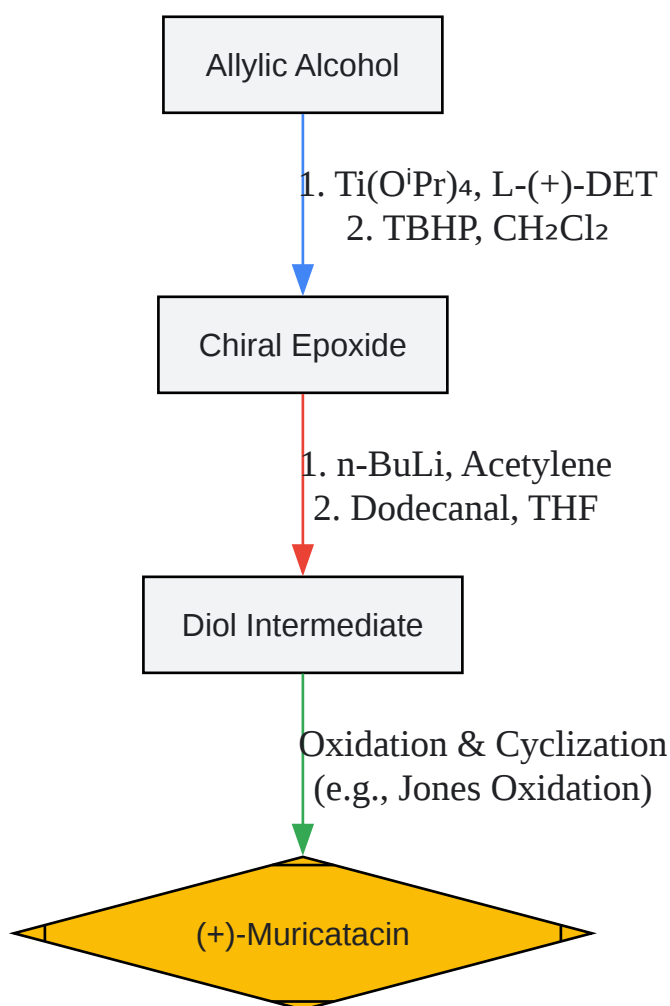 Allylic Alcohol
1. Ti(OⁱPr)₄, L-(+)-DET
2. TBHP, CH₂Cl₂
Chiral Epoxide
1. n-BuLi, Acetylene
2. Dodecanal, THF
Diol Intermediate
Oxidation & Cyclization
(e.g., Jones Oxidation)
(+)-Muricatacin